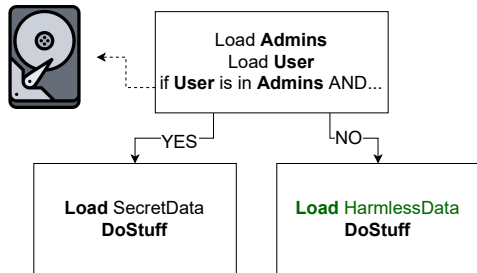 Load Admins
Load User
if User is in Admins AND...
YES
NO
Load SecretData
DoStuff
Load HarmlessData
DoStuff